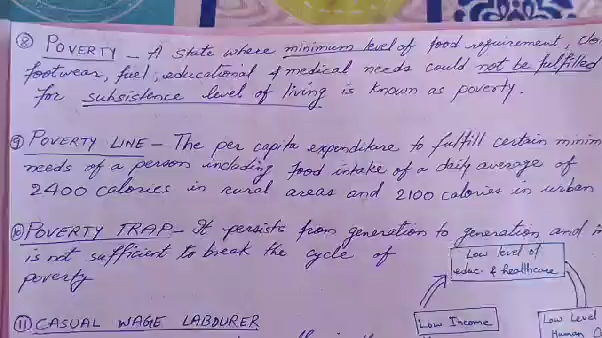 ⑧ POVERTY - A state where minimum level of food requirement,
footwear, fuel, educational & medical needs could not be fulfilled
for subsistence level of living is known as poverty.
⑨ POVERTY LINE - The per capita expenditure to fulfill certain minim
needs of a person including food intake of a daily average of
2400 calories in rural areas and 2100 calories in urban
⑩ POVERTY TRAP - It persists from generation to generation and
is not sufficient to break the cycle of
poverty
Low level of
educ. & healthcare
Low Income
Low Level
Human
⑪ CASUAL WAGE LABOURER